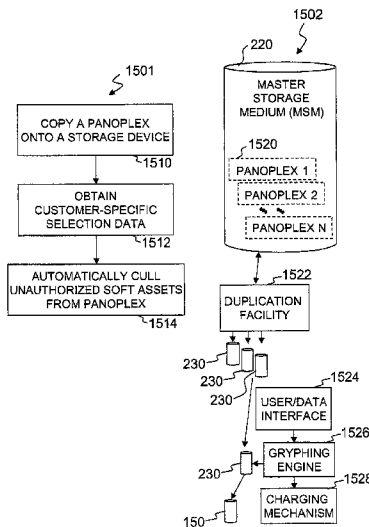 1501
COPY A PANOPLEX
ONTO A STORAGE DEVICE
1510
OBTAIN
CUSTOMER-SPECIFIC
SELECTION DATA
1512
AUTOMATICALLY CULL
UNAUTHORIZED SOFT ASSETS
FROM PANOPLEX
1514
220
1502
MASTER
STORAGE
MEDIUM (MSM)
1520
PANOPLEX 1
PANOPLEX 2
PANOPLEX N
1522
DUPLICATION
FACILITY
230
230
230
1524
USER/DATA
INTERFACE
1526
230
GRYPHING
ENGINE
1528
150
CHARGING
MECHANISM